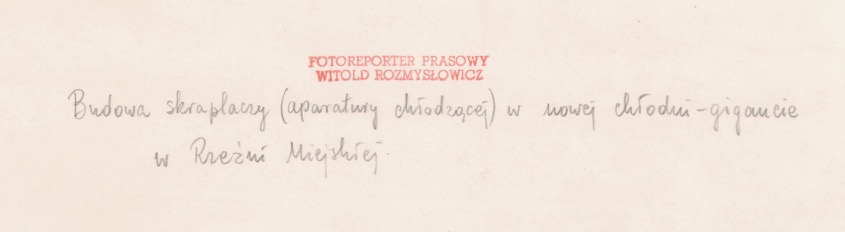 FOTOREPORTER PRASOWY
WITOLD ROZMYSŁOWICZ
Budowa skraplaczy (aparatury chłodzącej) w nowej chłodni-gigancie
w Rzeźni Miejskiej.